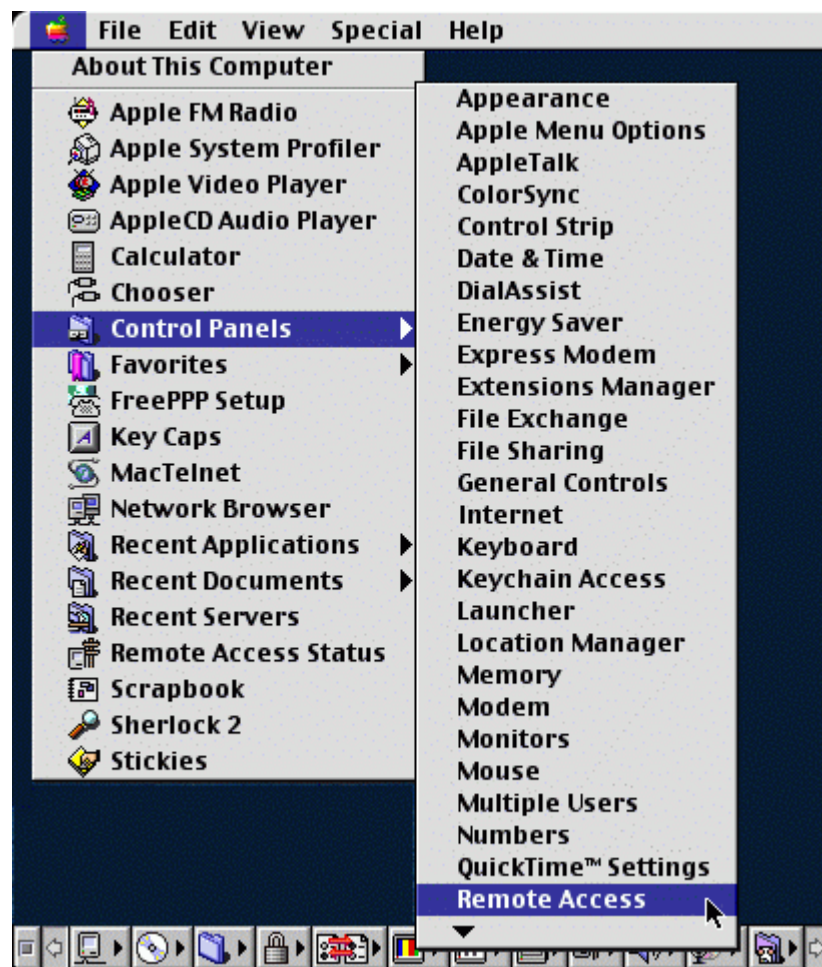 File Edit View Special Help
About This Computer
Apple FM Radio
Apple System Profiler
Apple Video Player
AppleCD Audio Player
Calculator
Chooser
Control Panels
Favorites
FreePPP Setup
Key Caps
MacTelnet
Network Browser
Recent Applications
Recent Documents
Recent Servers
Remote Access Status
Scrapbook
Sherlock 2
Stickies
Appearance
Apple Menu Options
AppleTalk
ColorSync
Control Strip
Date & Time
DialAssist
Energy Saver
Express Modem
Extensions Manager
File Exchange
File Sharing
General Controls
Internet
Keyboard
Keychain Access
Launcher
Location Manager
Memory
Modem
Monitors
Mouse
Multiple Users
Numbers
QuickTime™ Settings
Remote Access